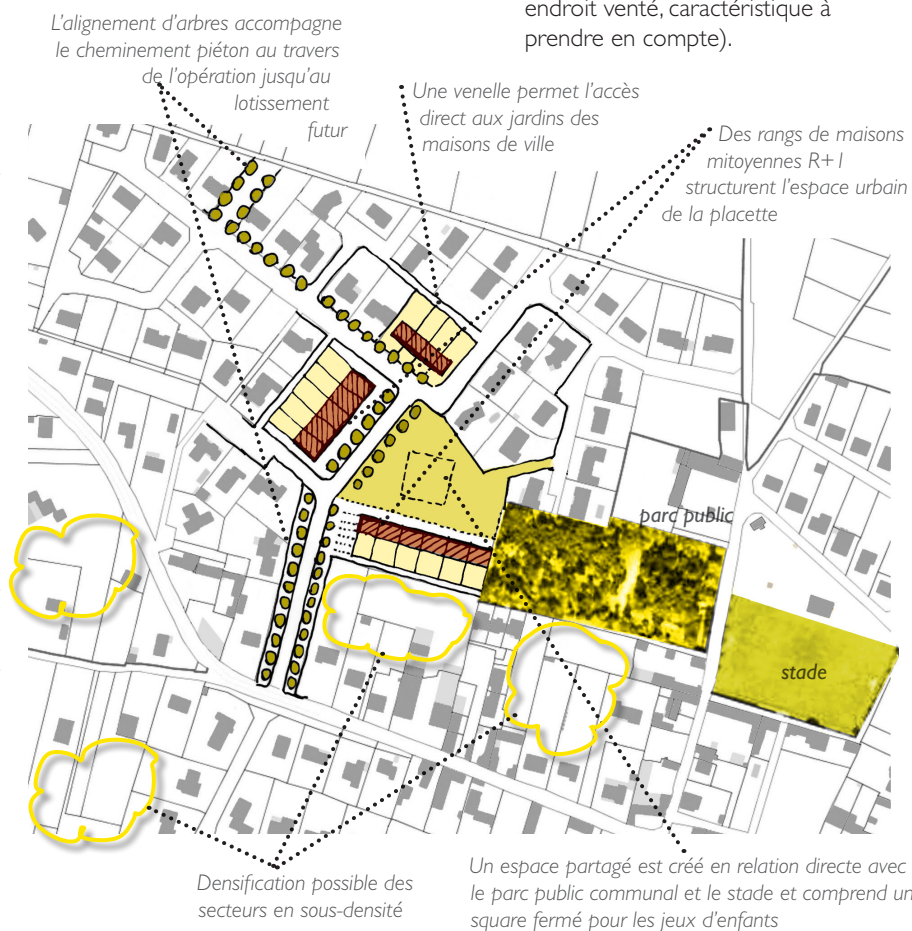 endroit venté, caractéristique à
prendre en compte).
L'alignement d'arbres accompagne
le cheminement piéton au travers
de l'opération jusqu'au
lotissement
futur
Une venelle permet l'accès
direct aux jardins des
maisons de ville
Des rangs de maisons
mitoyennes R+1
structurent l'espace urbain
de la placette
parc public
stade
Densification possible des
secteurs en sous-densité
Un espace partagé est créé en relation directe avec
le parc public communal et le stade et comprend un
square fermé pour les jeux d'enfants